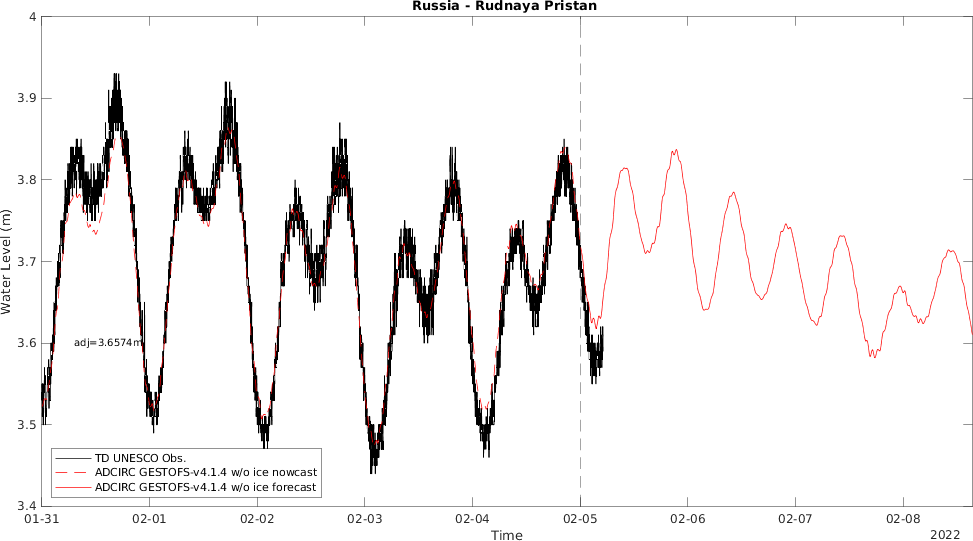 Russia - Rudnaya Pristan
4
3.9
3.8
3.7
3.6
3.5
3.4
Water Level (m)
adj=3.6574m
TD UNESCO Obs.
ADCIRC GESTOFS-v4.1.4 w/o ice nowcast
ADCIRC GESTOFS-v4.1.4 w/o ice forecast
01-31 02-01 02-02 02-03 02-04 02-05 02-06 02-07 02-08
Time
2022